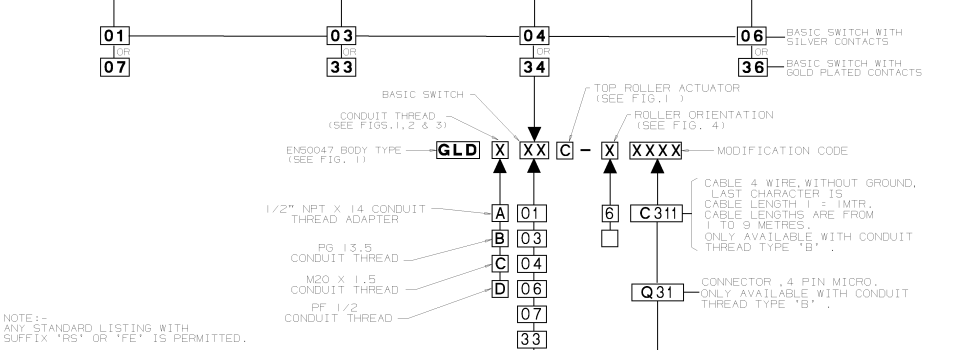 01
03
04
06
BASIC SWITCH WITH
SILVER CONTACTS
OR
OR
OR
OR
07
33
34
36
BASIC SWITCH WITH
GOLD PLATED CONTACTS
BASIC SWITCH
TOP ROLLER ACTUATOR
(SEE FIG.1 )
CONDUIT THREAD
(SEE FIGS.1,2 & 3)
ROLLER ORIENTATION
(SEE FIG. 4)
EN50047 BODY TYPE
(SEE FIG. 1)
GLD X XX C - X XXXX
MODIFICATION CODE
1/2" NPT X 14 CONDUIT
THREAD ADAPTER
A
01
6
C311
CABLE 4 WIRE, WITHOUT GROUND,
LAST CHARACTER IS
CABLE LENGTH 1 = 1MTR.
CABLE LENGTHS ARE FROM
1 TO 9 METRES.
ONLY AVAILABLE WITH CONDUIT
THREAD TYPE 'B' .
PG 13.5
CONDUIT THREAD
B
03
M20 X 1.5
CONDUIT THREAD
C
04
PF 1/2
CONDUIT THREAD
D
06
Q31
CONNECTOR ,4 PIN MICRO.
ONLY AVAILABLE WITH CONDUIT
THREAD TYPE 'B' .
07
33
NOTE:-
ANY STANDARD LISTING WITH
SUFFIX 'RS' OR 'FE' IS PERMITTED.